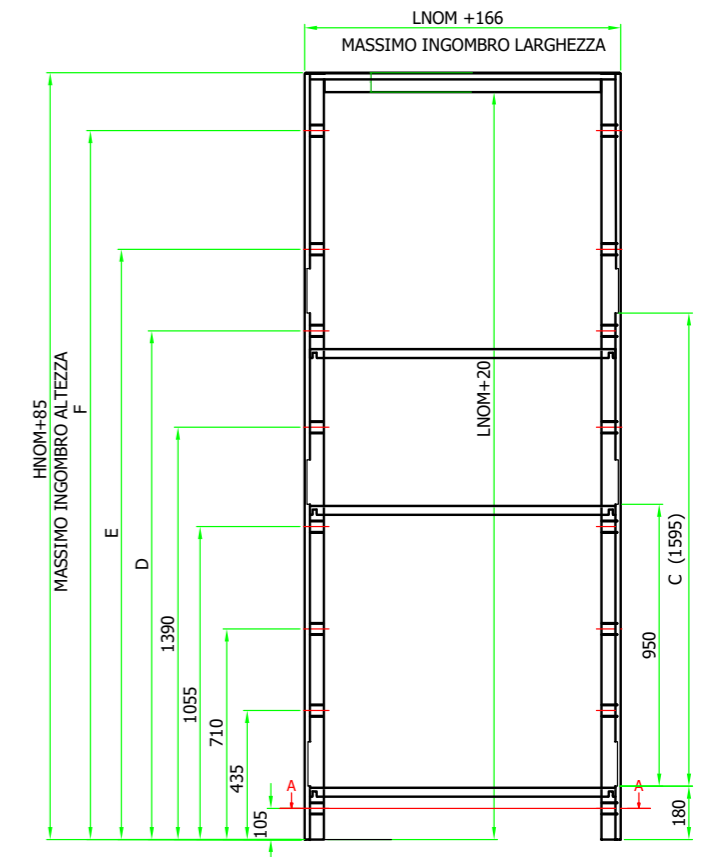 LNOM +166
MASSIMO INGOMBRO LARGHEZZA
HNOM+85
MASSIMO INGOMBRO ALTEZZA
F
E
D
1390
1055
710
435
105
LNOM+20
C (1595)
950
180
A
A